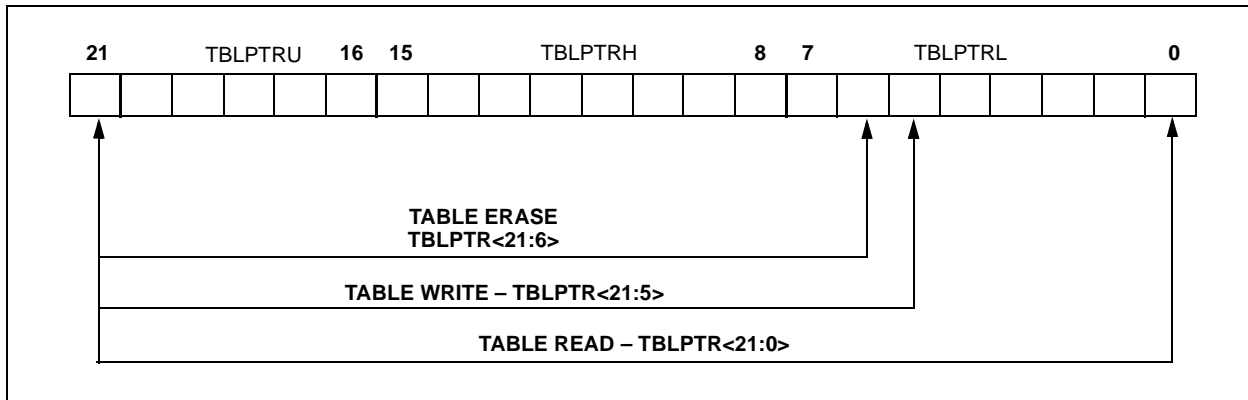 21 TBLPTRU 16 15 TBLPTRH 8 7 TBLPTRL 0
TABLE ERASE
TBLPTR<21:6>
TABLE WRITE – TBLPTR<21:5>
TABLE READ – TBLPTR<21:0>